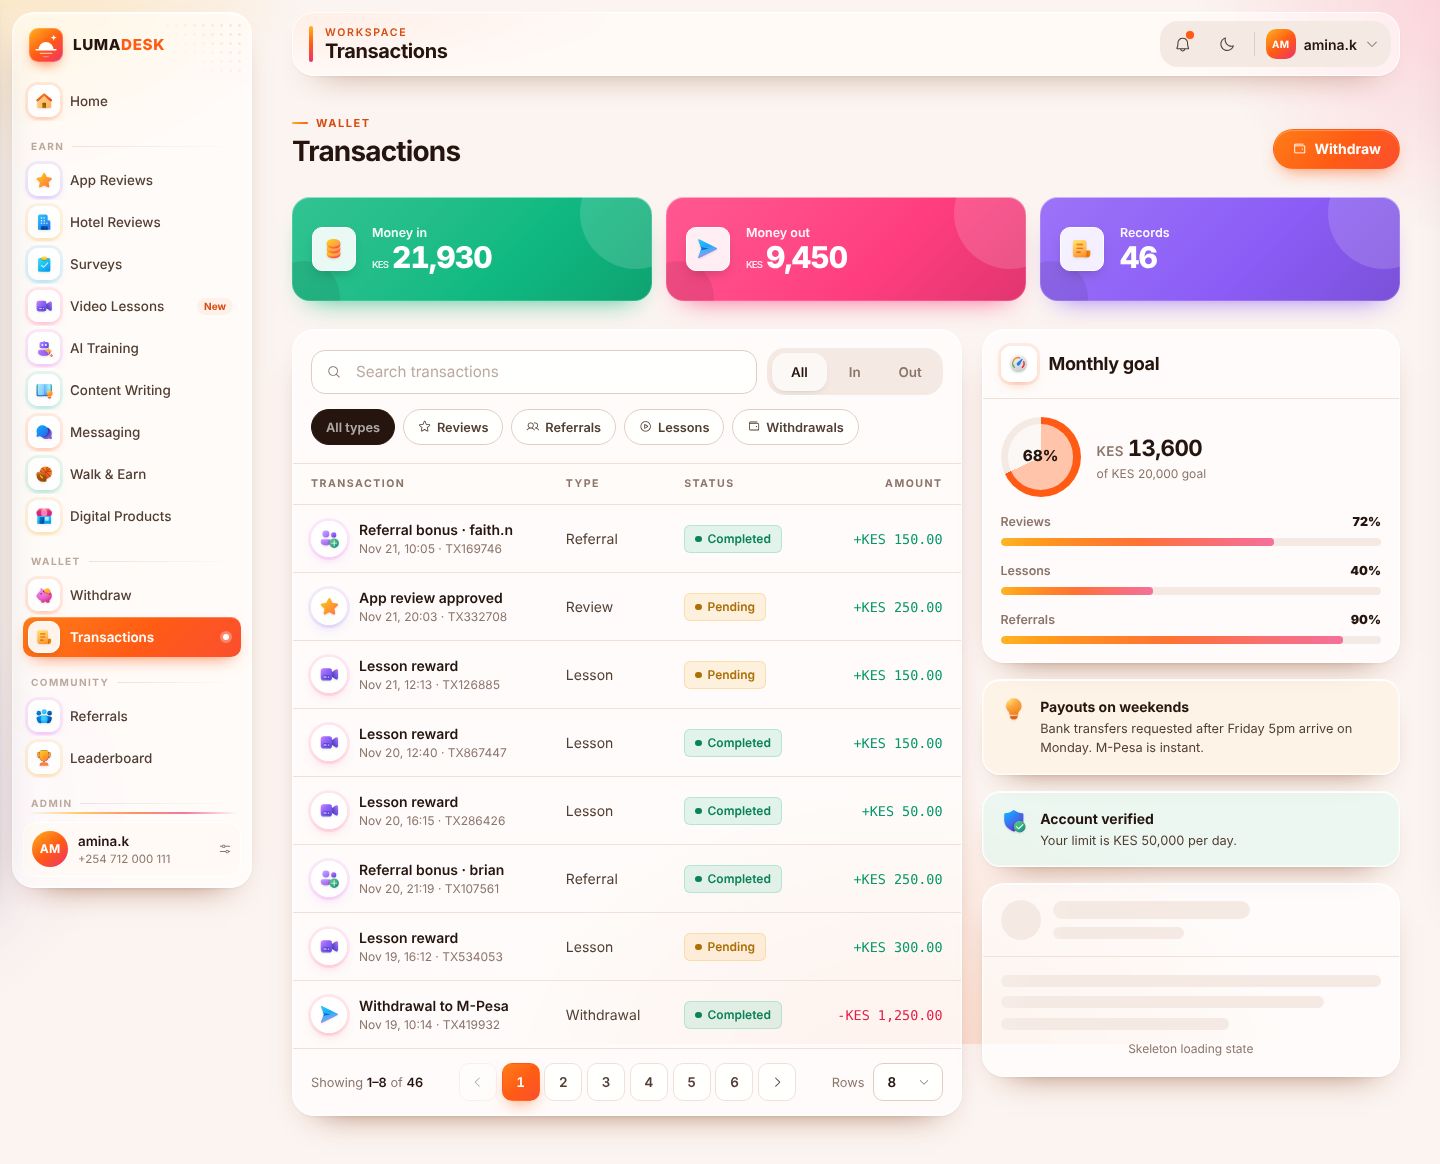 LUMADESK
Home
EARN
App Reviews
Hotel Reviews
Surveys
Video Lessons New
AI Training
Content Writing
Messaging
Walk & Earn
Digital Products
WALLET
Withdraw
Transactions
COMMUNITY
Referrals
Leaderboard
ADMIN
AM amina.k
+254 712 000 111
WORKSPACE
Transactions
AM amina.k
WALLET
Transactions
Withdraw
Money in
KES 21,930
Money out
KES 9,450
Records
46
Search transactions
All In Out
All types Reviews Referrals Lessons Withdrawals
TRANSACTION TYPE STATUS AMOUNT
Referral bonus · faith.n
Nov 21, 10:05 · TX169746
Referral Completed +KES 150.00
App review approved
Nov 21, 20:03 · TX332708
Review Pending +KES 250.00
Lesson reward
Nov 21, 12:13 · TX126885
Lesson Pending +KES 150.00
Lesson reward
Nov 20, 12:40 · TX867447
Lesson Completed +KES 150.00
Lesson reward
Nov 20, 16:15 · TX286426
Lesson Completed +KES 50.00
Referral bonus · brian
Nov 20, 21:19 · TX107561
Referral Completed +KES 250.00
Lesson reward
Nov 19, 16:12 · TX534053
Lesson Pending +KES 300.00
Withdrawal to M-Pesa
Nov 19, 10:14 · TX419932
Withdrawal Completed -KES 1,250.00
Showing 1–8 of 46 1 2 3 4 5 6 Rows 8
Monthly goal
68%
KES 13,600
of KES 20,000 goal
Reviews 72%
Lessons 40%
Referrals 90%
Payouts on weekends
Bank transfers requested after Friday 5pm arrive on
Monday. M-Pesa is instant.
Account verified
Your limit is KES 50,000 per day.
Skeleton loading state